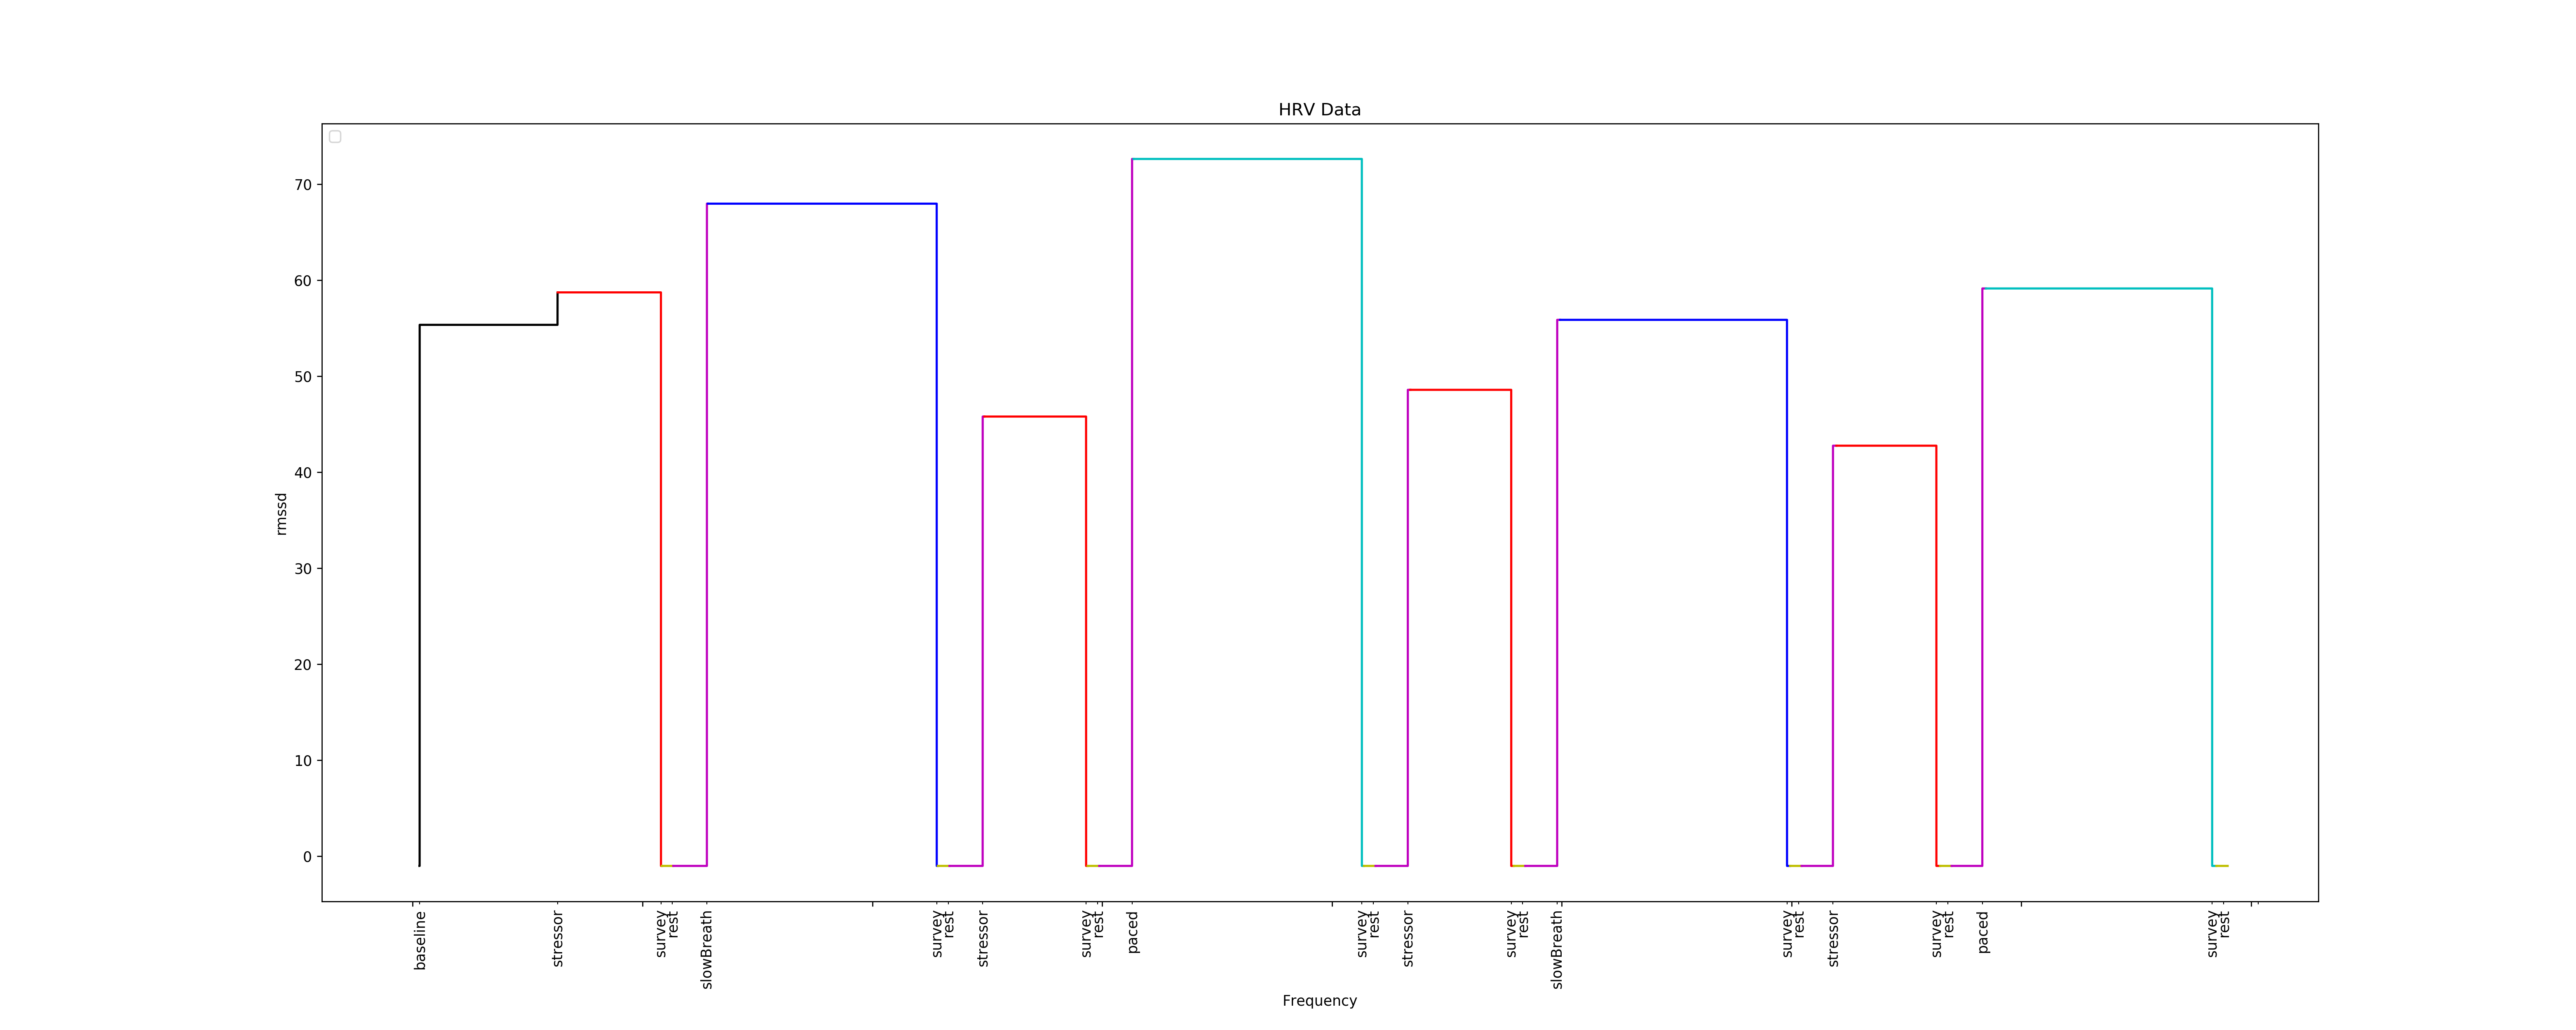 HRV Data
70
60
50
40
30
20
10
0
rmssd
baseline
stressor
survey
rest
slowBreath
survey
rest
stressor
survey
rest
paced
survey
rest
stressor
survey
rest
slowBreath
survey
rest
stressor
survey
rest
paced
survey
rest
Frequency